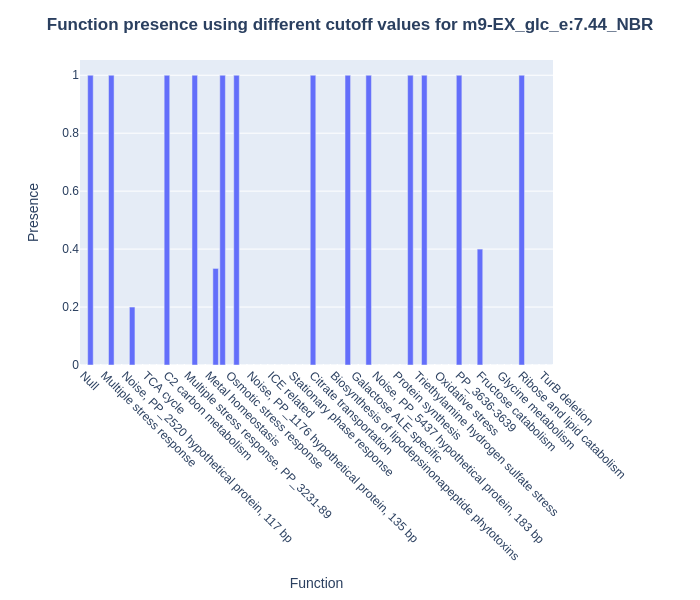 Function presence using different cutoff values for m9-EX_glc_e:7.44_NBR
Presence
1
0.8
0.6
0.4
0.2
0
Null
Multiple stress response
Noise, PP_2520 hypothetical protein, 117 bp
TCA cycle
C2 carbon metabolism
Multiple stress response, PP_3231-89
Metal homeostasis
Osmotic stress response
Noise, PP_1176 hypothetical protein, 135 bp
ICE related
Stationary phase response
Citrate transportation
Biosynthesis of lipodepsinonapeptide phytotoxins
Galactose ALE specific
Noise, PP_5437 hypothetical protein, 183 bp
Protein synthesis
Triethylamine hydrogen sulfate stress
Oxidative stress
PP_3636-3639
Fructose catabolism
Glycine metabolism
Ribose and lipid catabolism
TurB deletion
Function